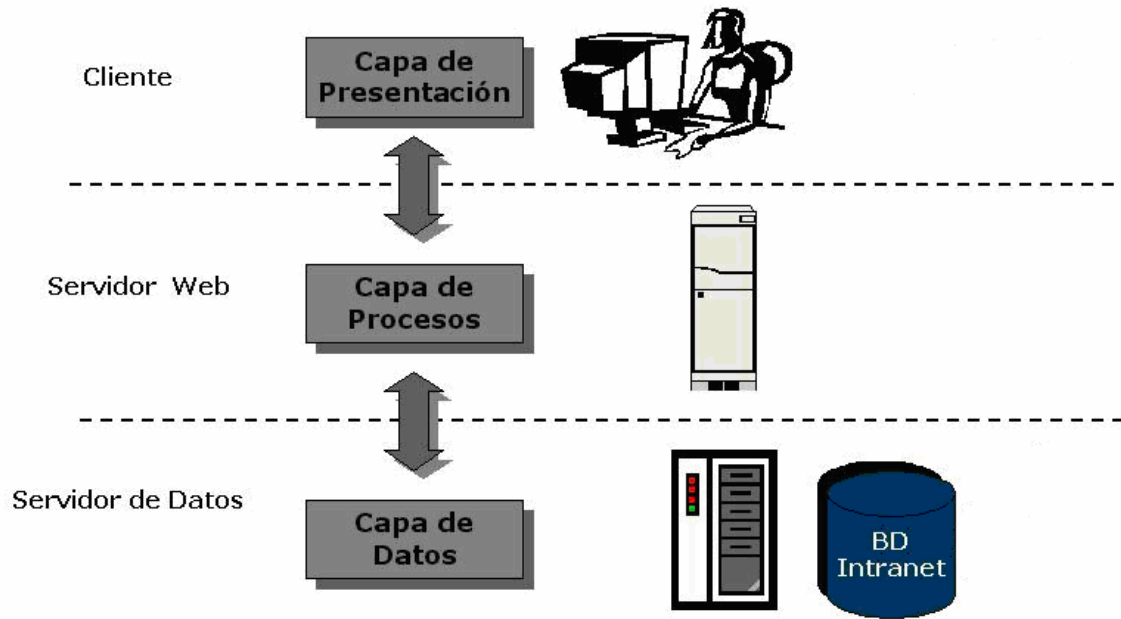 Cliente
Capa de
Presentación
Servidor Web
Capa de
Procesos
Servidor de Datos
Capa de
Datos
BD
Intranet